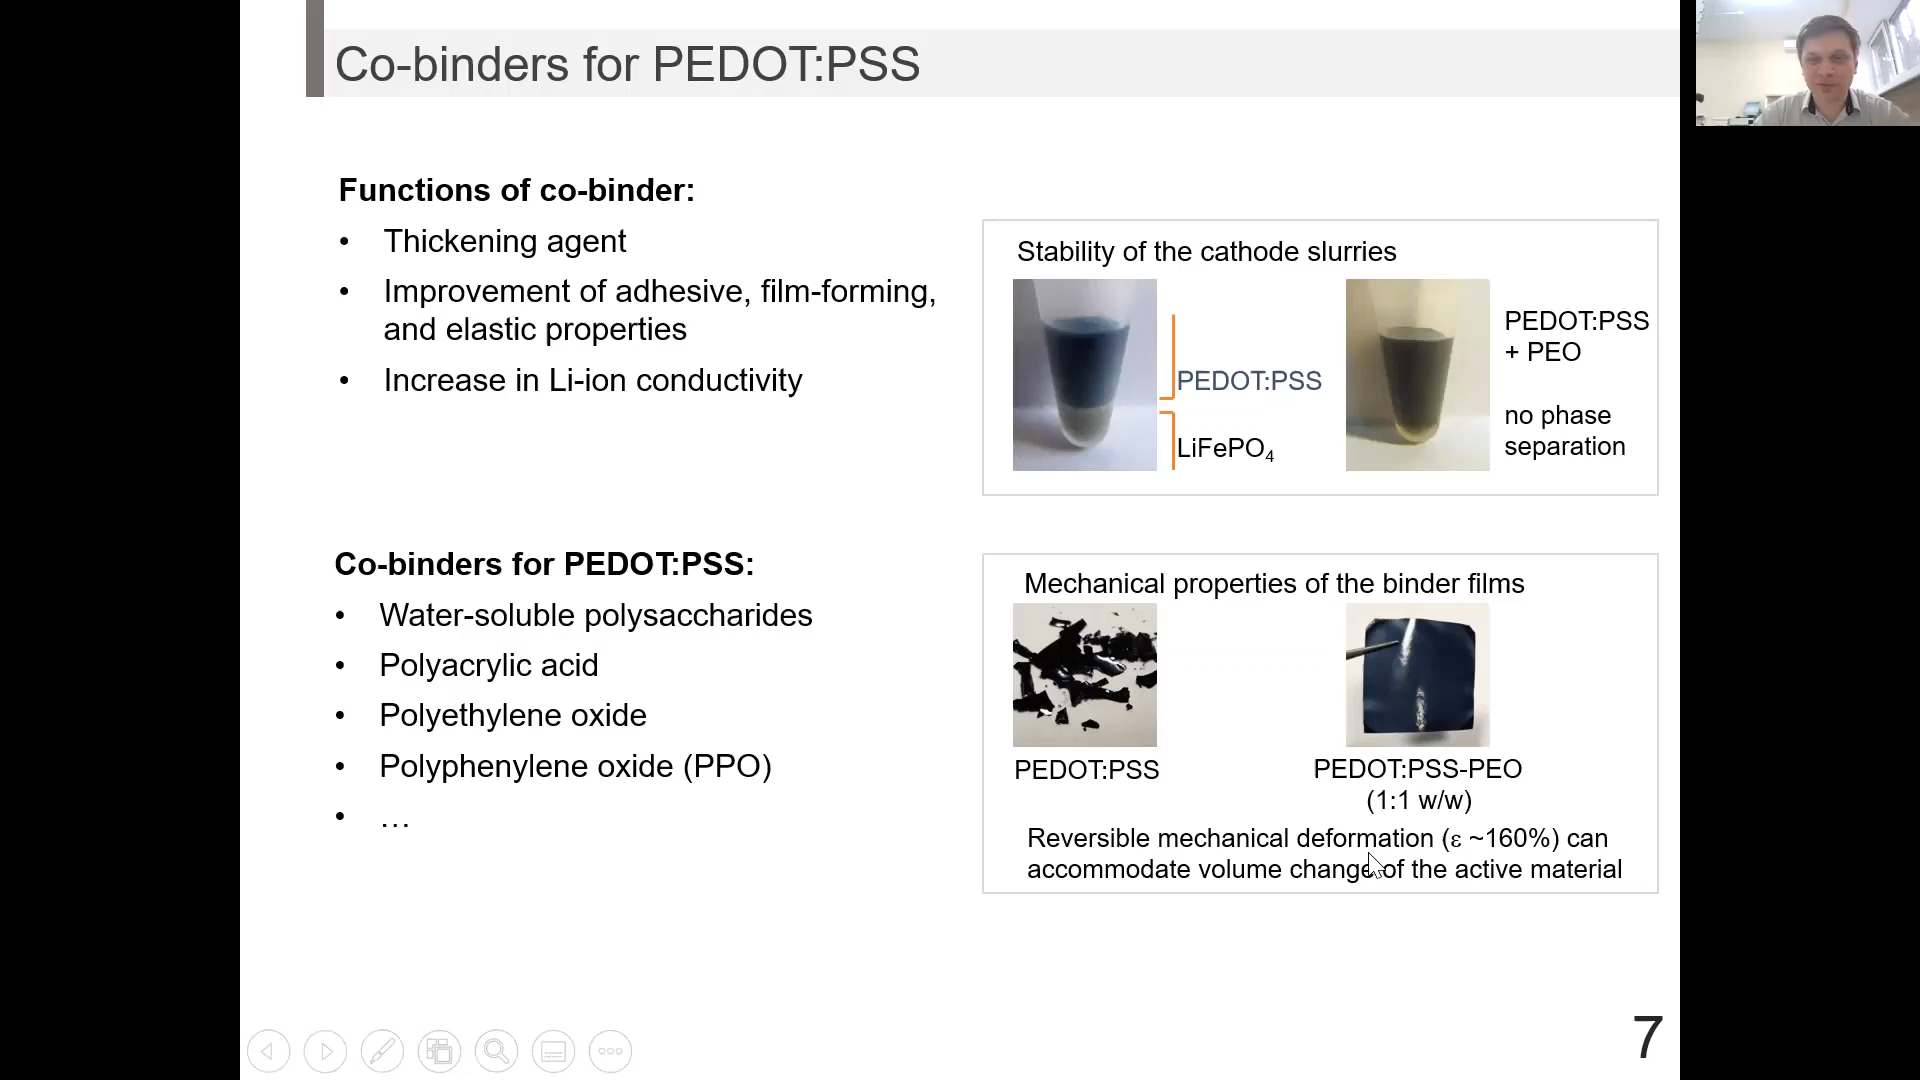 Co-binders for PEDOT:PSS
Functions of co-binder:
• Thickening agent
• Improvement of adhesive, film-forming,
and elastic properties
• Increase in Li-ion conductivity
Stability of the cathode slurries
PEDOT:PSS
LiFePO₄
PEDOT:PSS
+ PEO
no phase
separation
Co-binders for PEDOT:PSS:
• Water-soluble polysaccharides
• Polyacrylic acid
• Polyethylene oxide
• Polyphenylene oxide (PPO)
• …
Mechanical properties of the binder films
PEDOT:PSS
PEDOT:PSS-PEO
(1:1 w/w)
Reversible mechanical deformation (ε ~160%) can
accommodate volume change of the active material
7